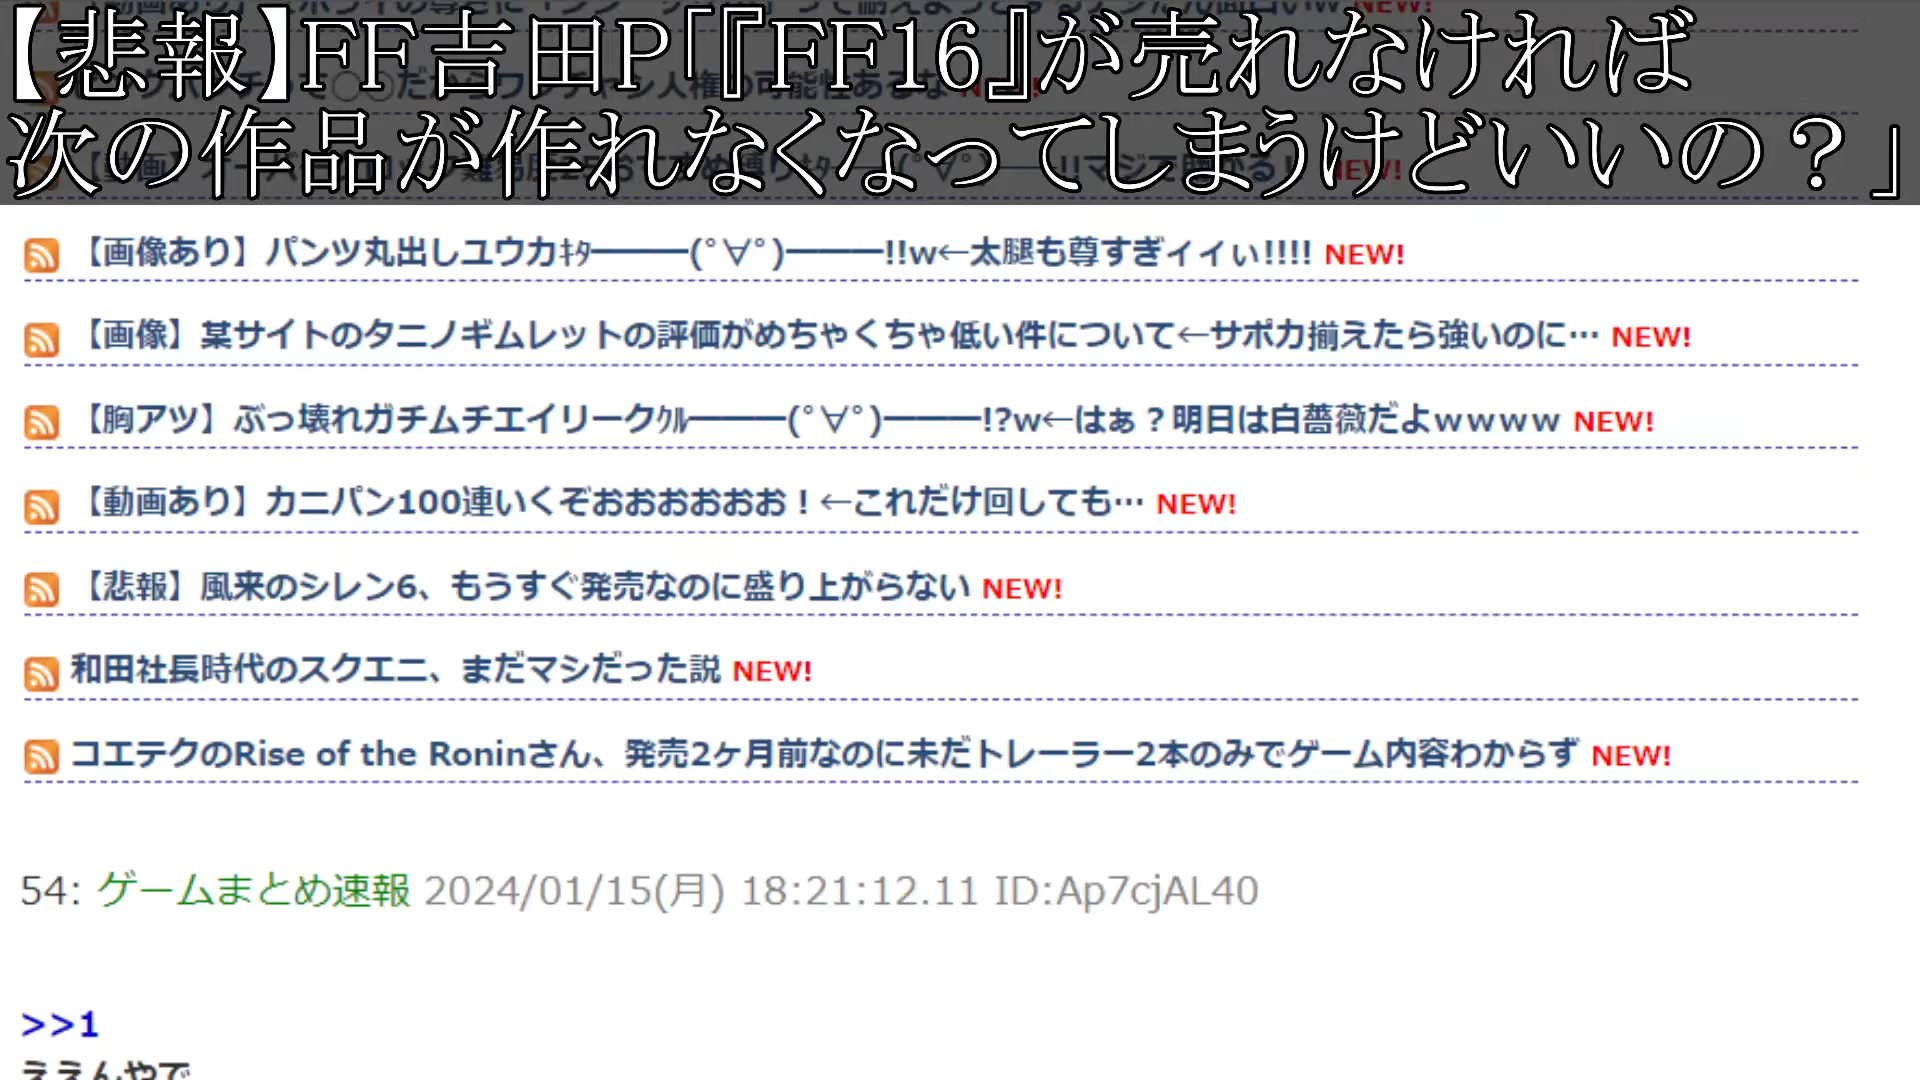 【悲報】FF吉田P「『FF16』が売れなければ
次の作品が作れなくなってしまうけどいいの？」
【画像あり】パンツ丸出しユウカｷﾀ━━━(ﾟ∀ﾟ)━━━!!w←太腿も尊すぎィィぃ!!!! NEW!
【画像】某サイトのタニノギムレットの評価がめちゃくちゃ低い件について←サポカ揃えたら強いのに… NEW!
【胸アツ】ぶっ壊れガチムチエイリークｸﾙ━━━(ﾟ∀ﾟ)━━━!?w←はぁ？明日は白薔薇だよｗｗｗｗ NEW!
【動画あり】カニパン100連いくぞおおおおおお！←これだけ回しても… NEW!
【悲報】風来のシレン6、もうすぐ発売なのに盛り上がらない NEW!
和田社長時代のスクエニ、まだマシだった説 NEW!
コエテクのRise of the Roninさん、発売2ヶ月前なのに未だトレーラー2本のみでゲーム内容わからず NEW!
54: ゲームまとめ速報 2024/01/15(月) 18:21:12.11 ID:Ap7cjAL40
>>1
ええんやで